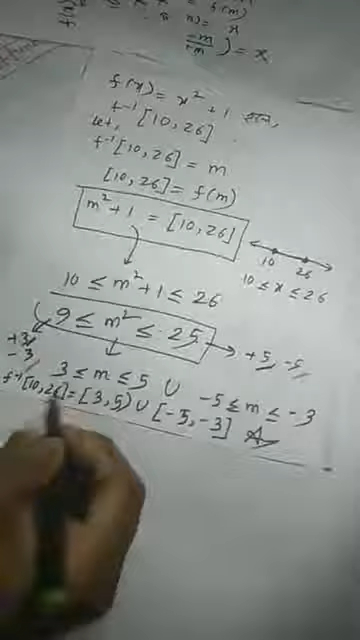 f(m)
n) = x
-m
) = x
f(x) = x² + 1 হলে,
f⁻¹ [10, 26]
let,
f⁻¹ [10, 26] = m
[10, 26] = f(m)
m² + 1 = [10, 26]
10 26
10 ≤ x ≤ 26
10 ≤ m² + 1 ≤ 26
9 ≤ m² ≤ 25 → +5, -5
+3
-3
3 ≤ m ≤ 5 ∪ -5 ≤ m ≤ -3
f⁻¹ [10, 26] = [3, 5) ∪ [-5, -3]